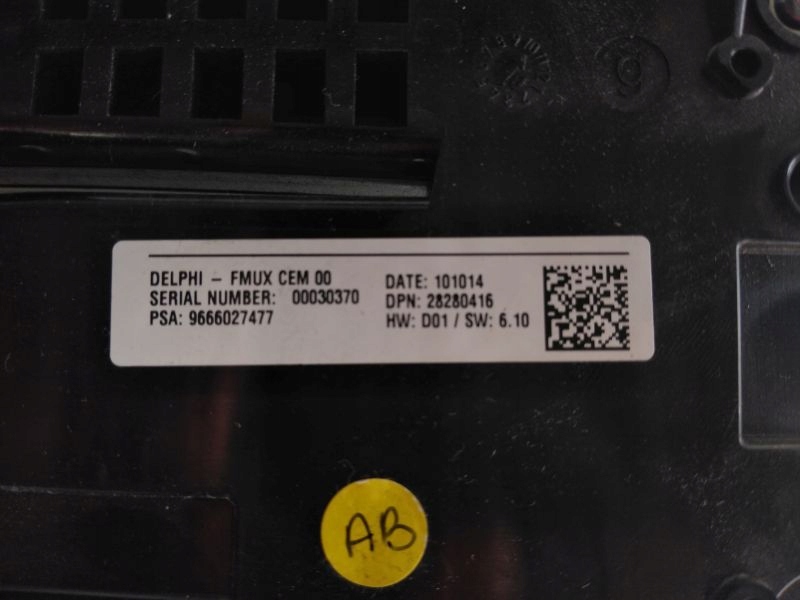 DELPHI - FMUX CEM 00
SERIAL NUMBER: 00030370
PSA: 9666027477
DATE: 101014
DPN: 28280416
HW: D01 / SW: 6.10
AB